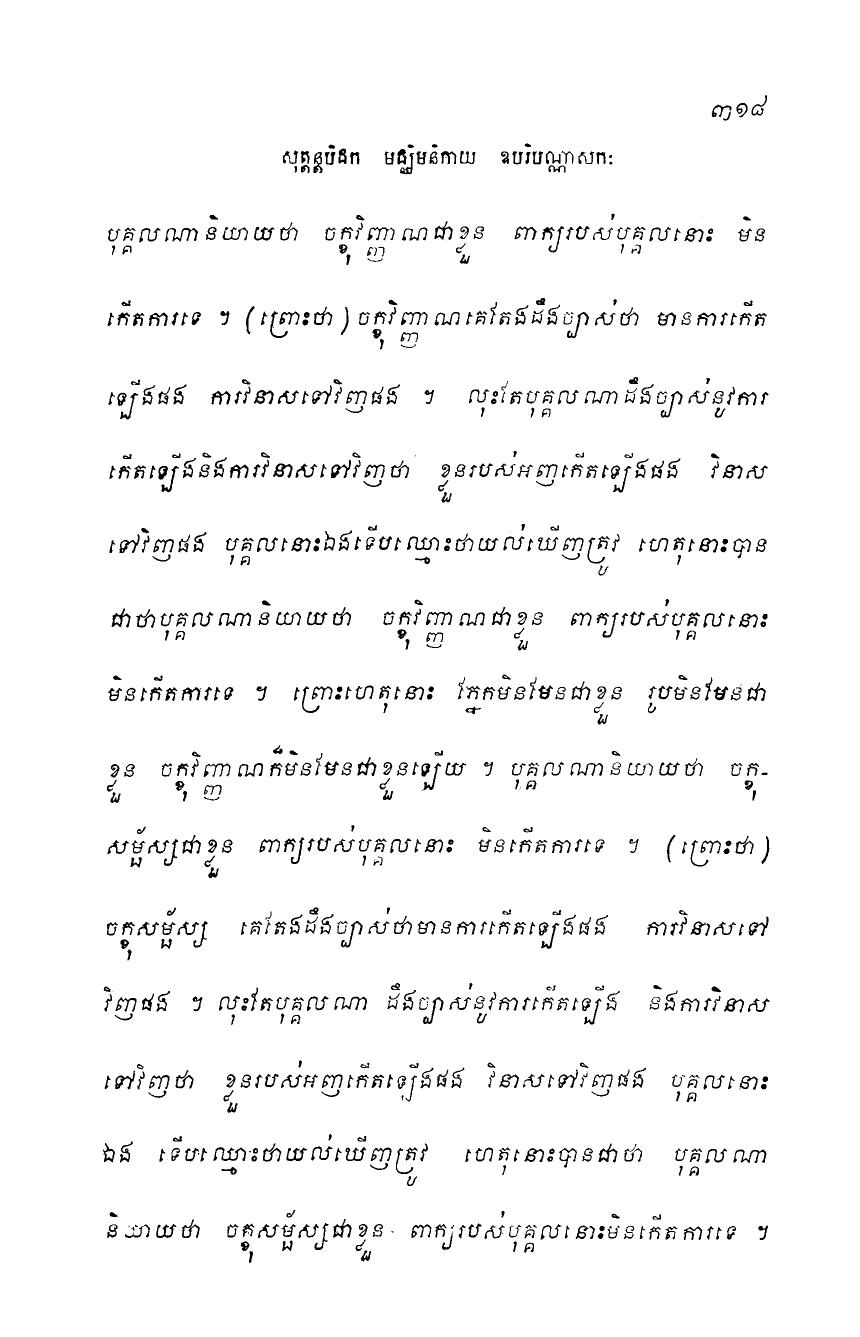 ៣១៨
សុត្តន្តបិដក មជ្ឈិមនិកាយ ឧបរិបណ្ណាសកៈ
បុគ្គលណានិយាយថា ចក្ខុវិញ្ញាណជាខ្លួន ពាក្យរបស់បុគ្គលនោះ មិន
កើតការទេ ។ (ព្រោះថា) ចក្ខុវិញ្ញាណគេតែងដឹងច្បាស់ថា មានការកើត
ឡើងផង ការវិនាសទៅវិញផង ។ លុះតែបុគ្គលណាដឹងច្បាស់នូវការ
កើតឡើងនិងការវិនាសទៅវិញថា ខ្លួនរបស់អញកើតឡើងផង វិនាស
ទៅវិញផង បុគ្គលនោះឯងទើបឈ្មោះថាយល់ឃើញត្រូវ ហេតុនោះបាន
ជាថាបុគ្គលណានិយាយថា ចក្ខុវិញ្ញាណជាខ្លួន ពាក្យរបស់បុគ្គលនោះ
មិនកើតការទេ ។ ព្រោះហេតុនោះ ភ្នែកមិនមែនជាខ្លួន រូបមិនមែនជា
ខ្លួន ចក្ខុវិញ្ញាណក៏មិនមែនជាខ្លួនឡើយ ។ បុគ្គលណានិយាយថា ចក្ខុ-
សម្ផ័ស្សជាខ្លួន ពាក្យរបស់បុគ្គលនោះ មិនកើតការទេ ។ (ព្រោះថា)
ចក្ខុសម្ផ័ស្ស គេតែងដឹងច្បាស់ថាមានការកើតឡើងផង ការវិនាសទៅ
វិញផង ។ លុះតែបុគ្គលណា ដឹងច្បាស់នូវការកើតឡើង និងការវិនាស
ទៅវិញថា ខ្លួនរបស់អញកើតឡើងផង វិនាសទៅវិញផង បុគ្គលនោះ
ឯង ទើបឈ្មោះថាយល់ឃើញត្រូវ ហេតុនោះបានជាថា បុគ្គលណា
និយាយថា ចក្ខុសម្ផ័ស្សជាខ្លួន ពាក្យរបស់បុគ្គលនោះមិនកើតការទេ ។